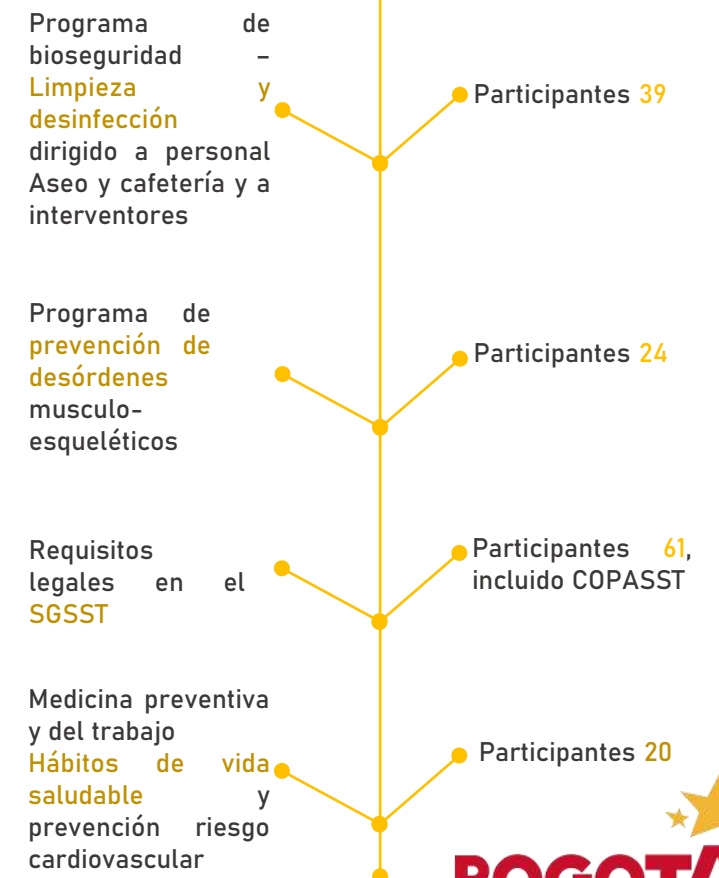 Programa de
bioseguridad –
Limpieza y
desinfección
dirigido a personal
Aseo y cafetería y a
interventores
Participantes 39
Programa de
prevención de
desórdenes
musculo-
esqueléticos
Participantes 24
Requisitos
legales en el
SGSST
Participantes 61,
incluido COPASST
Medicina preventiva
y del trabajo
Hábitos de vida
saludable y
prevención riesgo
cardiovascular
Participantes 20
BOGOTÁ